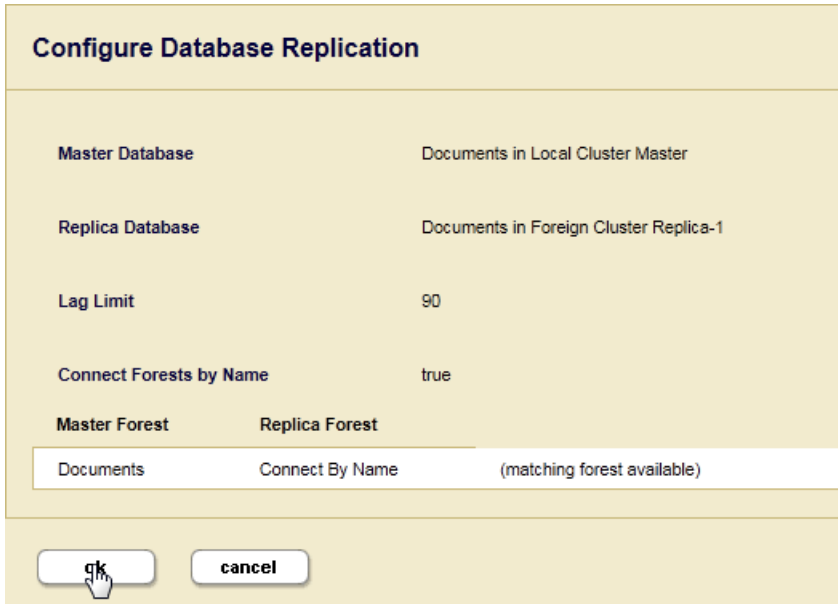 Configure Database Replication
Master Database Documents in Local Cluster Master
Replica Database Documents in Foreign Cluster Replica-1
Lag Limit 90
Connect Forests by Name true
Master Forest Replica Forest
Documents Connect By Name (matching forest available)
ok cancel